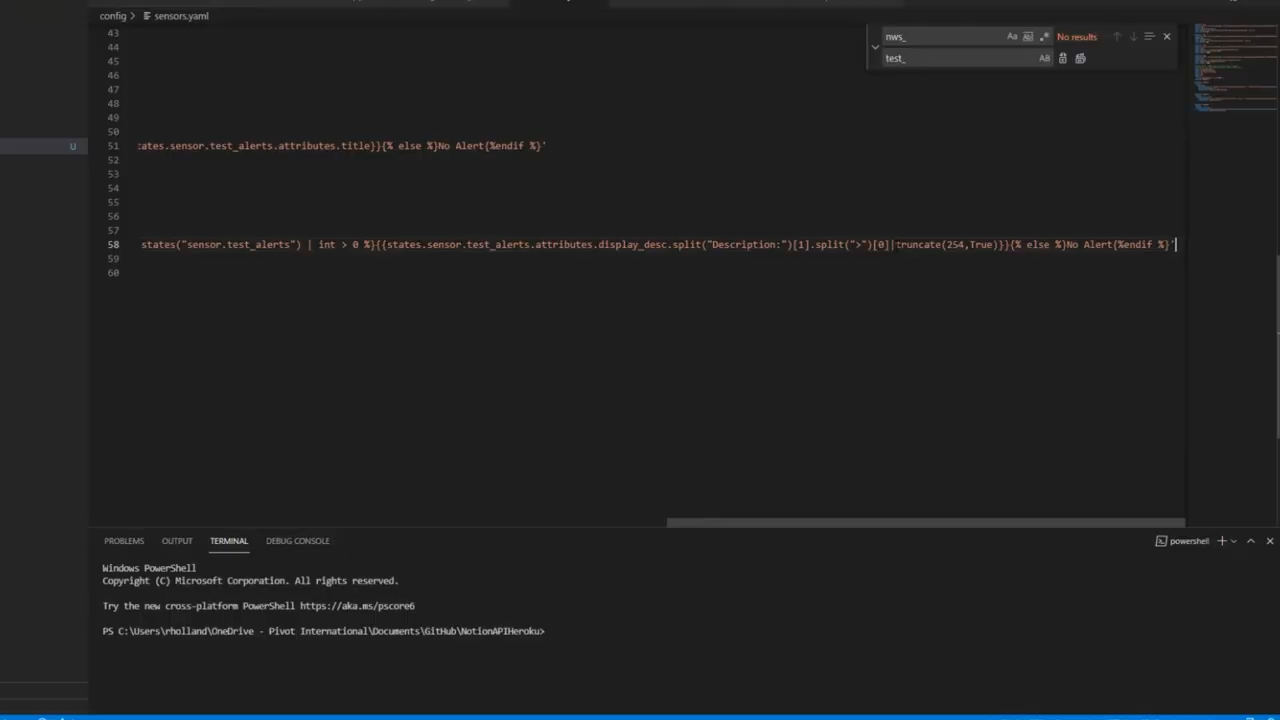 config > sensors.yaml
nws_ Aa ab .* No results
test_ AB
43
44
45
46
47
48
49
50
51 tates.sensor.test_alerts.attributes.title}}{% else %}No Alert{%endif %}'
52
53
54
55
56
57
58 states("sensor.test_alerts") | int > 0 %}{{states.sensor.test_alerts.attributes.display_desc.split("Description:")[1].split(">")[0]|truncate(254,True)}}{% else %}No Alert{%endif %}'
59
60
U
PROBLEMS OUTPUT TERMINAL DEBUG CONSOLE powershell
Windows PowerShell
Copyright (C) Microsoft Corporation. All rights reserved.
Try the new cross-platform PowerShell https://aka.ms/pscore6
PS C:\Users\rholland\OneDrive - Pivot International\Documents\GitHub\NotionAPIHeroku>